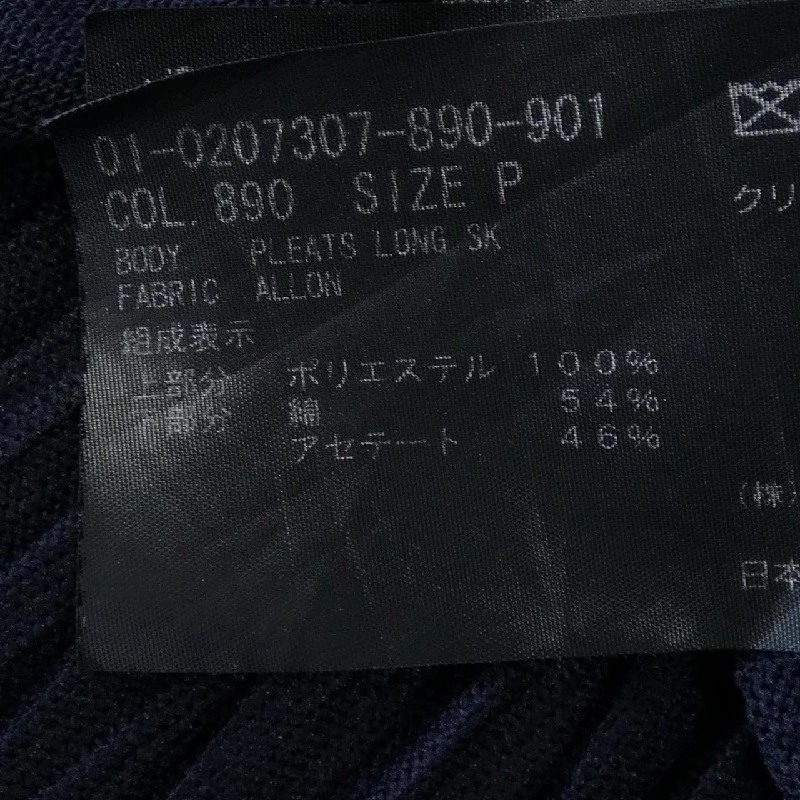 01-0207307-890-901
COL. 890 SIZE P
BODY PLEATS LONG SK
FABRIC ALLON
組成表示
上部分 ポリエステル 100%
下部分 綿 54%
アセテート 46%
クリ
(株)
日本